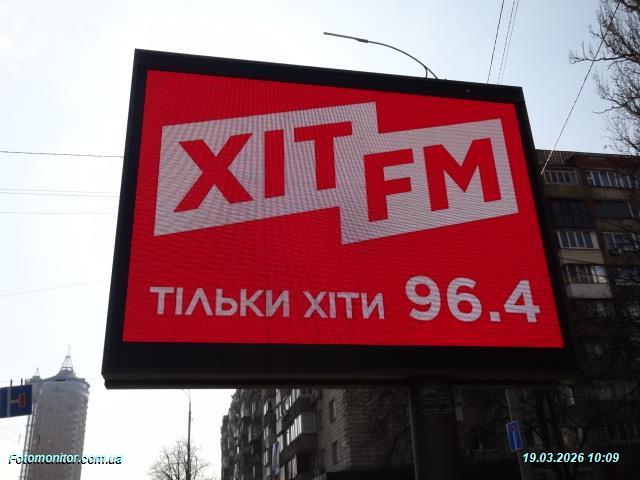 ХІТ FM
ТІЛЬКИ ХІТИ 96.4
Fotomonitor.com.ua
19.03.2026 10:09